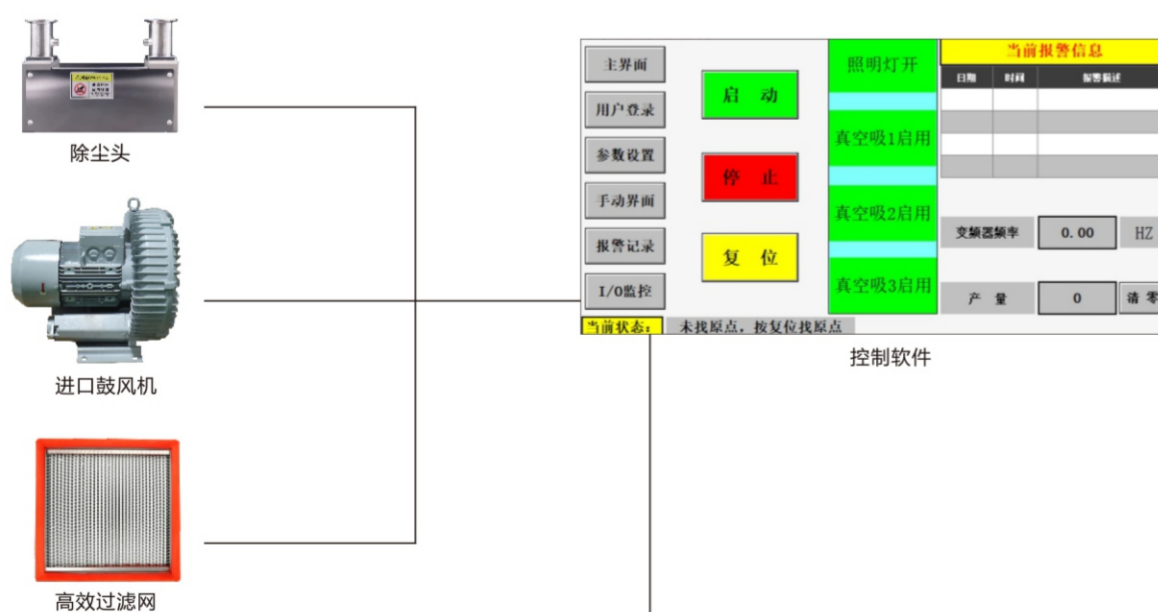 除尘头
进口鼓风机
高效过滤网
主界面
用户登录
参数设置
手动界面
报警记录
I/O监控
启 动
停 止
复 位
照明灯开
真空吸1启用
真空吸2启用
真空吸3启用
当前报警信息
日期 时间 报警描述
变频器频率 0.00 HZ
产 量 0 清 零
当前状态： 未找原点，按复位找原点
控制软件